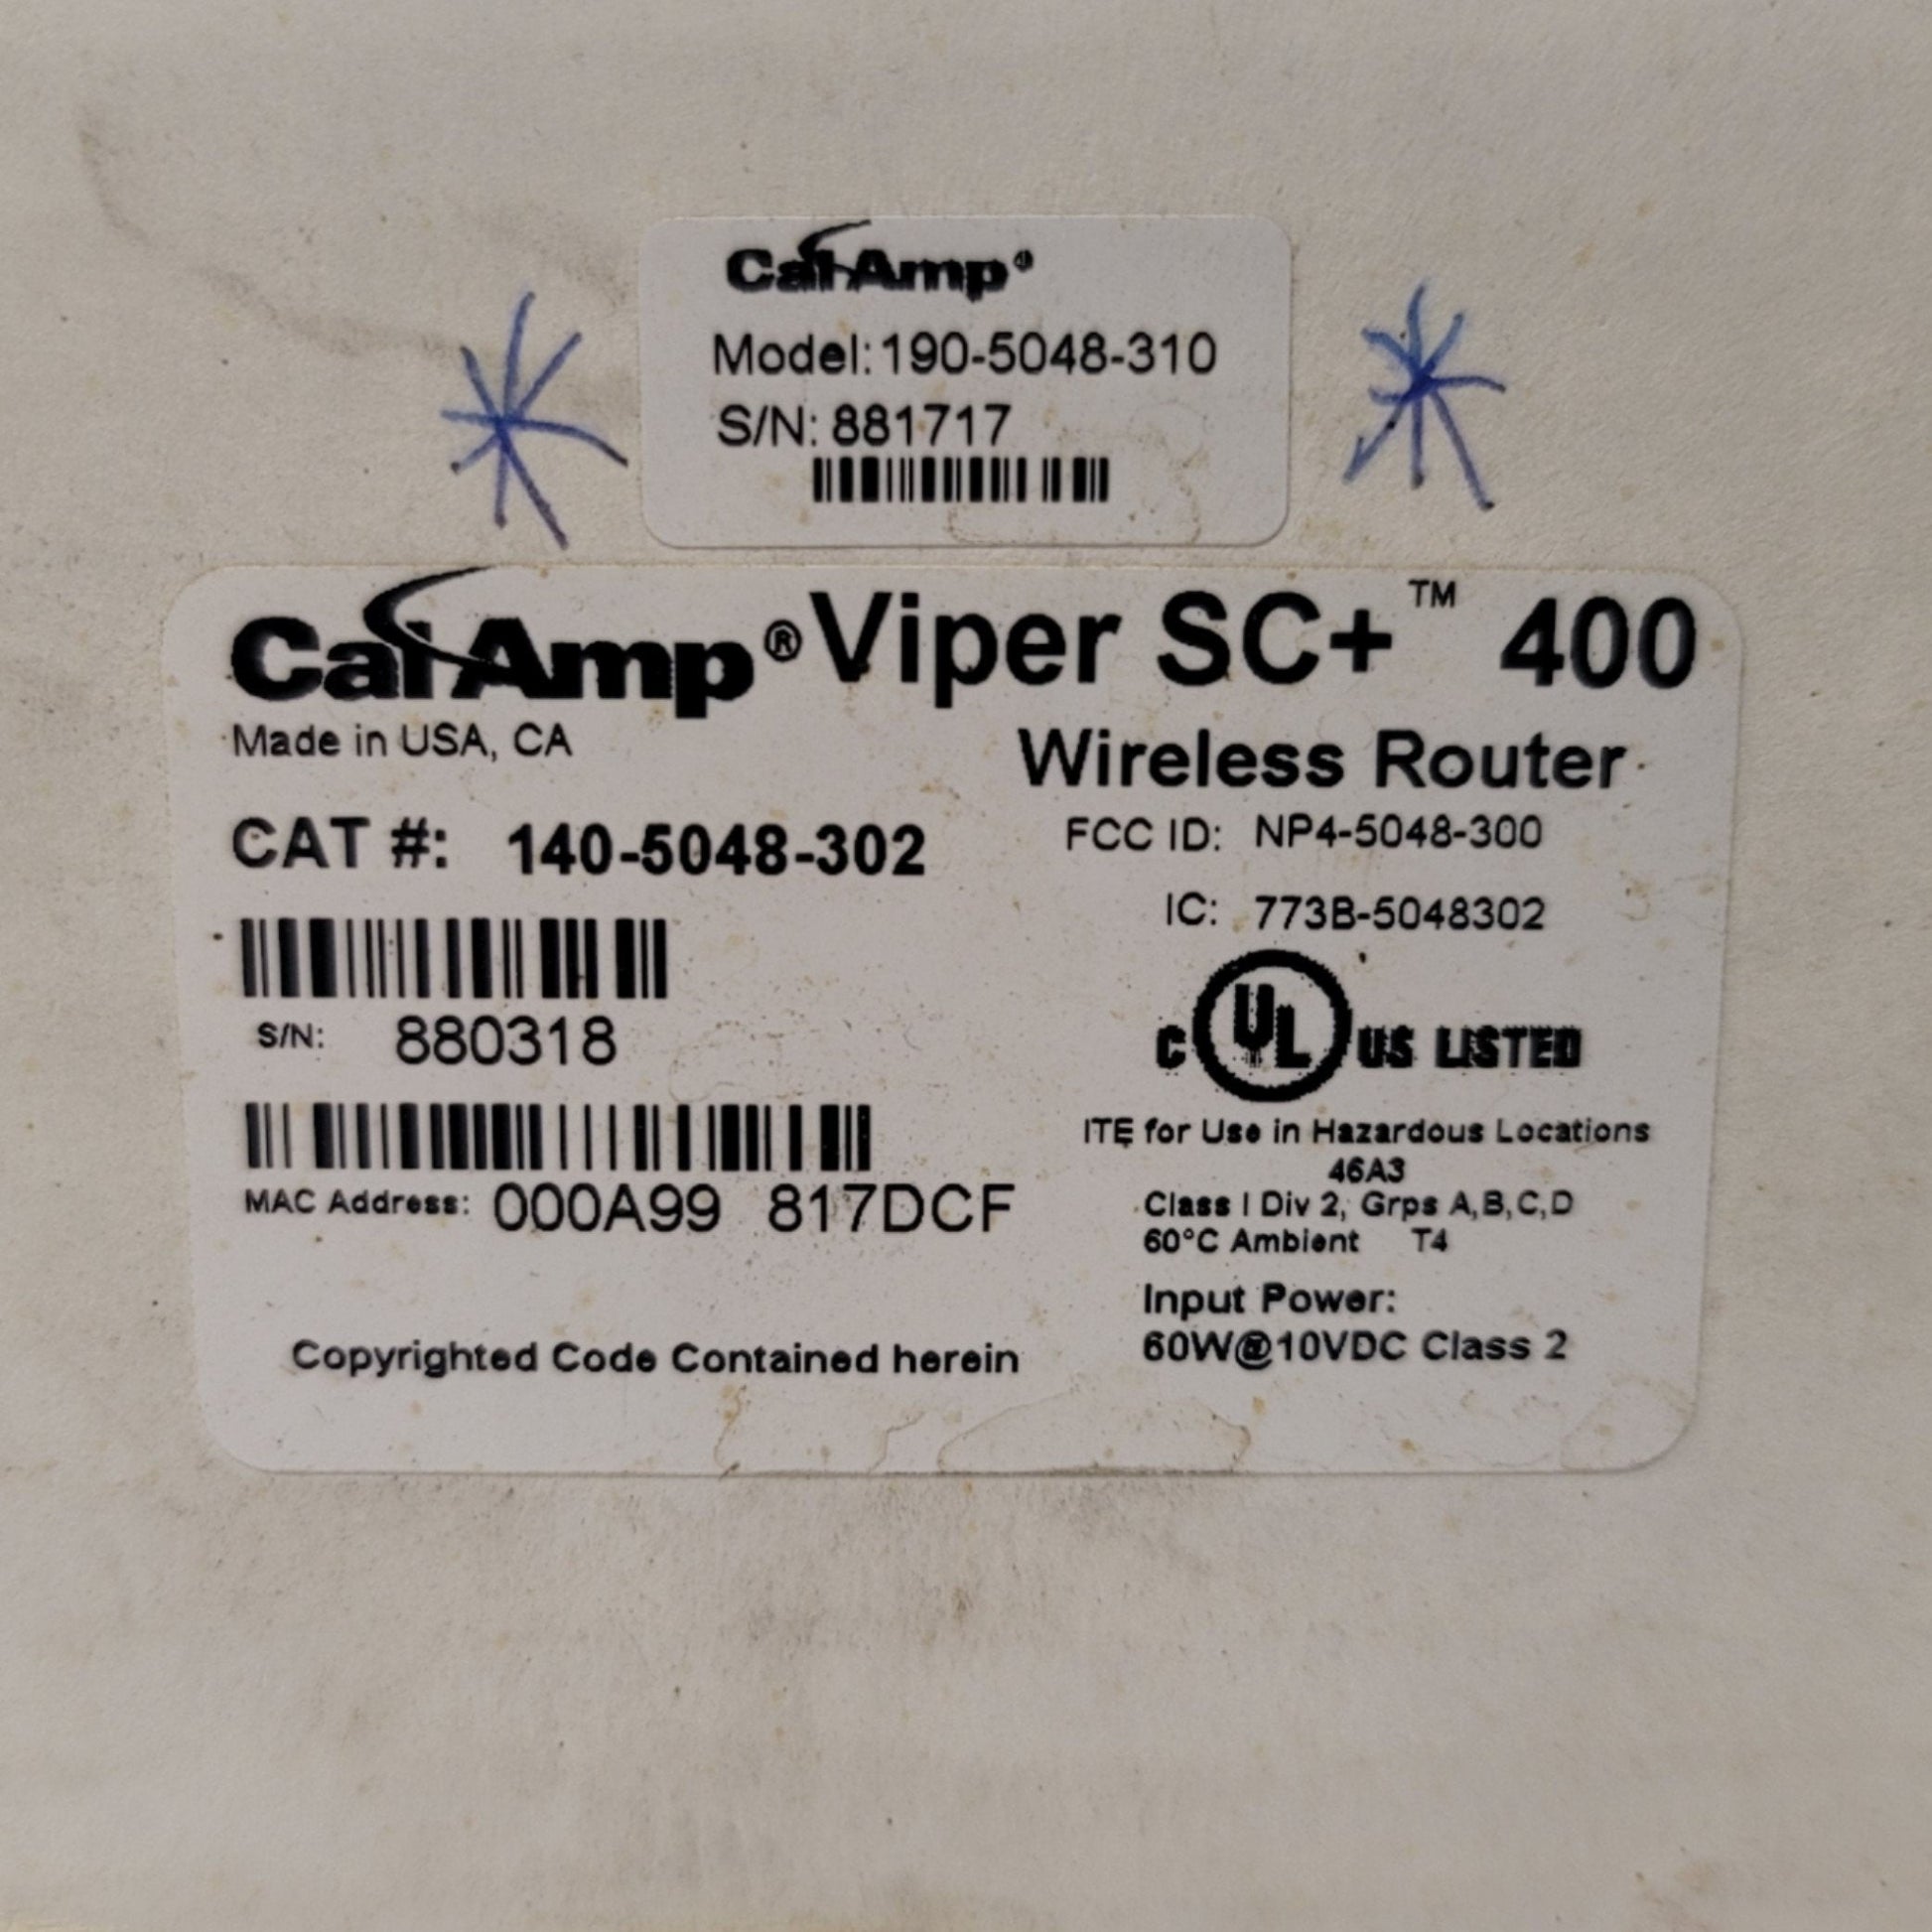 CalAmp®
Model: 190-5048-310
S/N: 881717
CalAmp® Viper SC+™ 400
Made in USA, CA
Wireless Router
CAT #: 140-5048-302
FCC ID: NP4-5048-300
IC: 773B-5048302
S/N: 880318
C UL US LISTED
ITE for Use in Hazardous Locations
46A3
MAC Address: 000A99 817DCF
Class I Div 2, Grps A,B,C,D
60°C Ambient T4
Input Power:
60W@10VDC Class 2
Copyrighted Code Contained herein